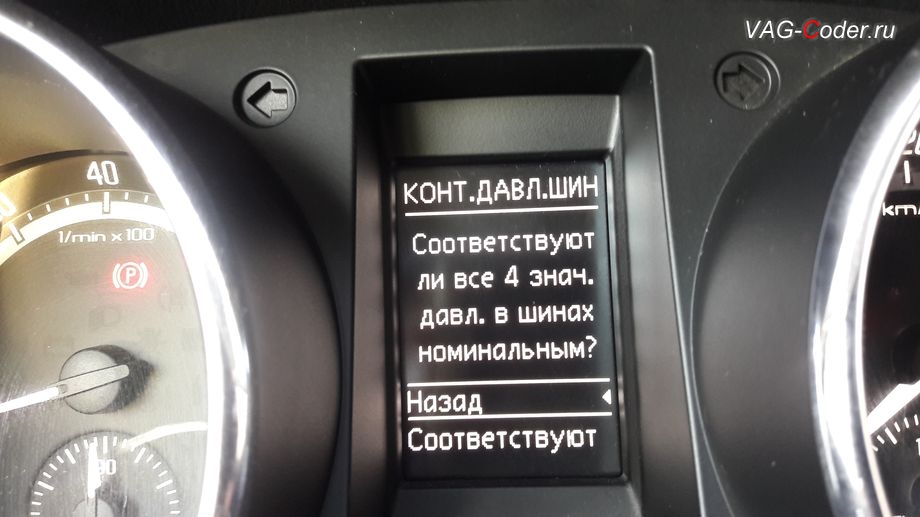 VAG-Coder.ru
КОНТ.ДАВЛ.ШИН
Соответствуют
ли все 4 знач.
давл. в шинах
номинальным?
Назад
Соответствуют
40
1/min x 100
(P)
km/